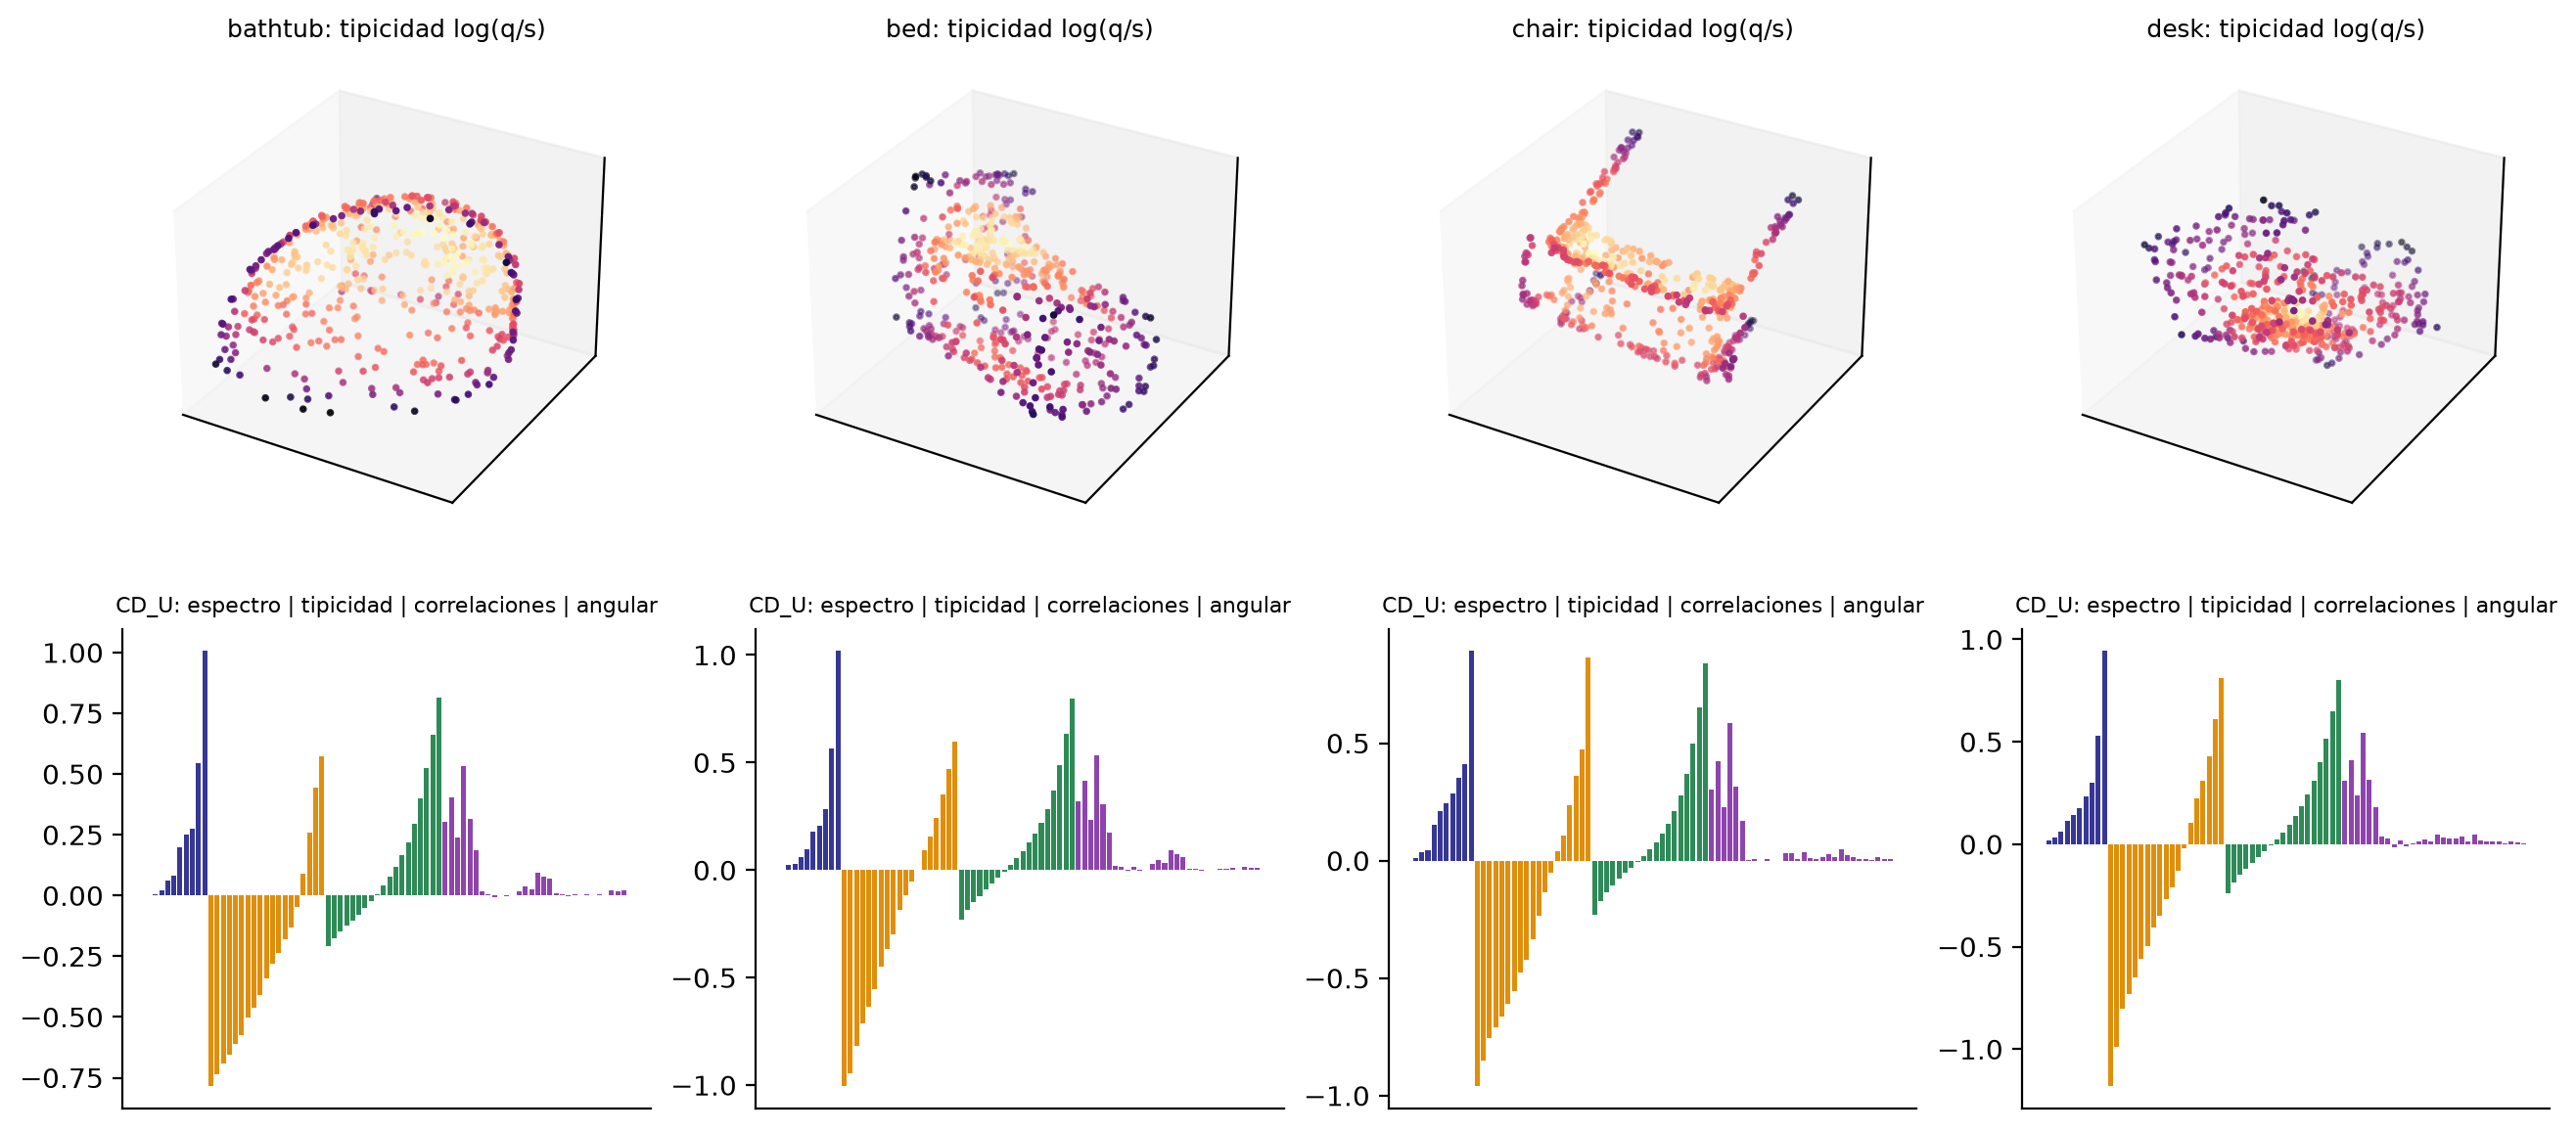 bathtub: tipicidad log(q/s)
bed: tipicidad log(q/s)
chair: tipicidad log(q/s)
desk: tipicidad log(q/s)
CD_U: espectro | tipicidad | correlaciones | angular
1.00
0.75
0.50
0.25
0.00
−0.25
−0.50
−0.75
CD_U: espectro | tipicidad | correlaciones | angular
1.0
0.5
0.0
−0.5
−1.0
CD_U: espectro | tipicidad | correlaciones | angular
0.5
0.0
−0.5
−1.0
CD_U: espectro | tipicidad | correlaciones | angular
1.0
0.5
0.0
−0.5
−1.0